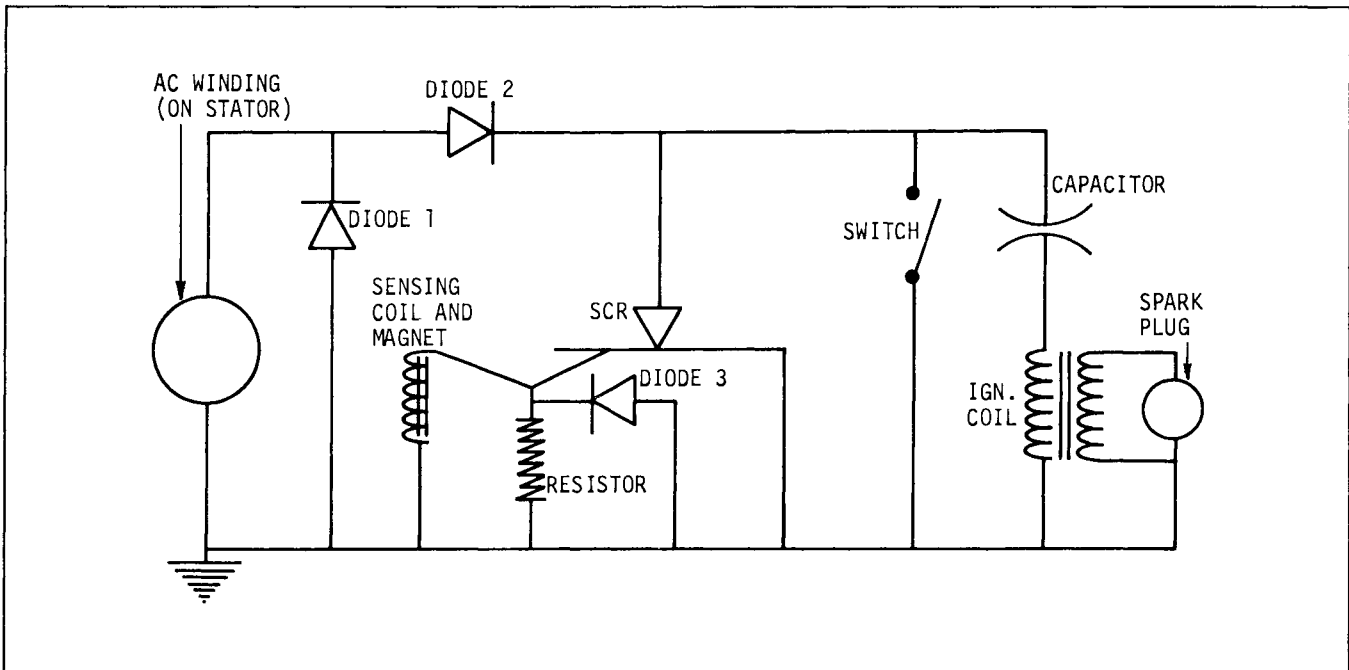 AC WINDING
(ON STATOR)
DIODE 2
DIODE 1
CAPACITOR
SWITCH
SENSING
COIL AND
MAGNET
SCR
SPARK
PLUG
DIODE 3
IGN.
COIL
RESISTOR